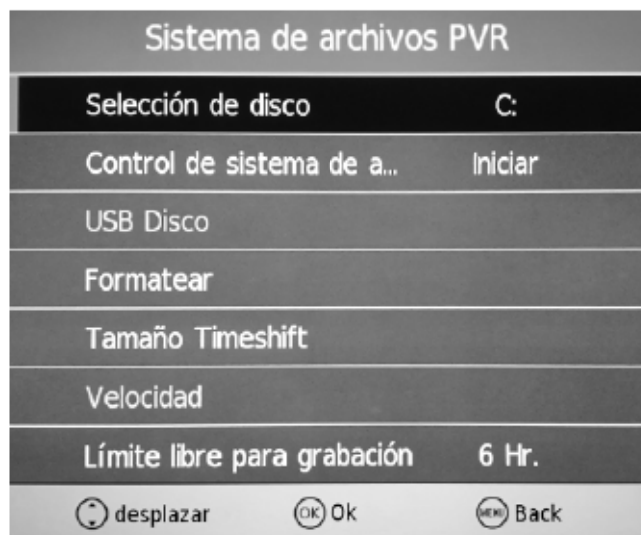 Sistema de archivos PVR
Selección de disco C:
Control de sistema de a... Iniciar
USB Disco
Formatear
Tamaño Timeshift
Velocidad
Límite libre para grabación 6 Hr.
desplazar OK Ok MENU Back